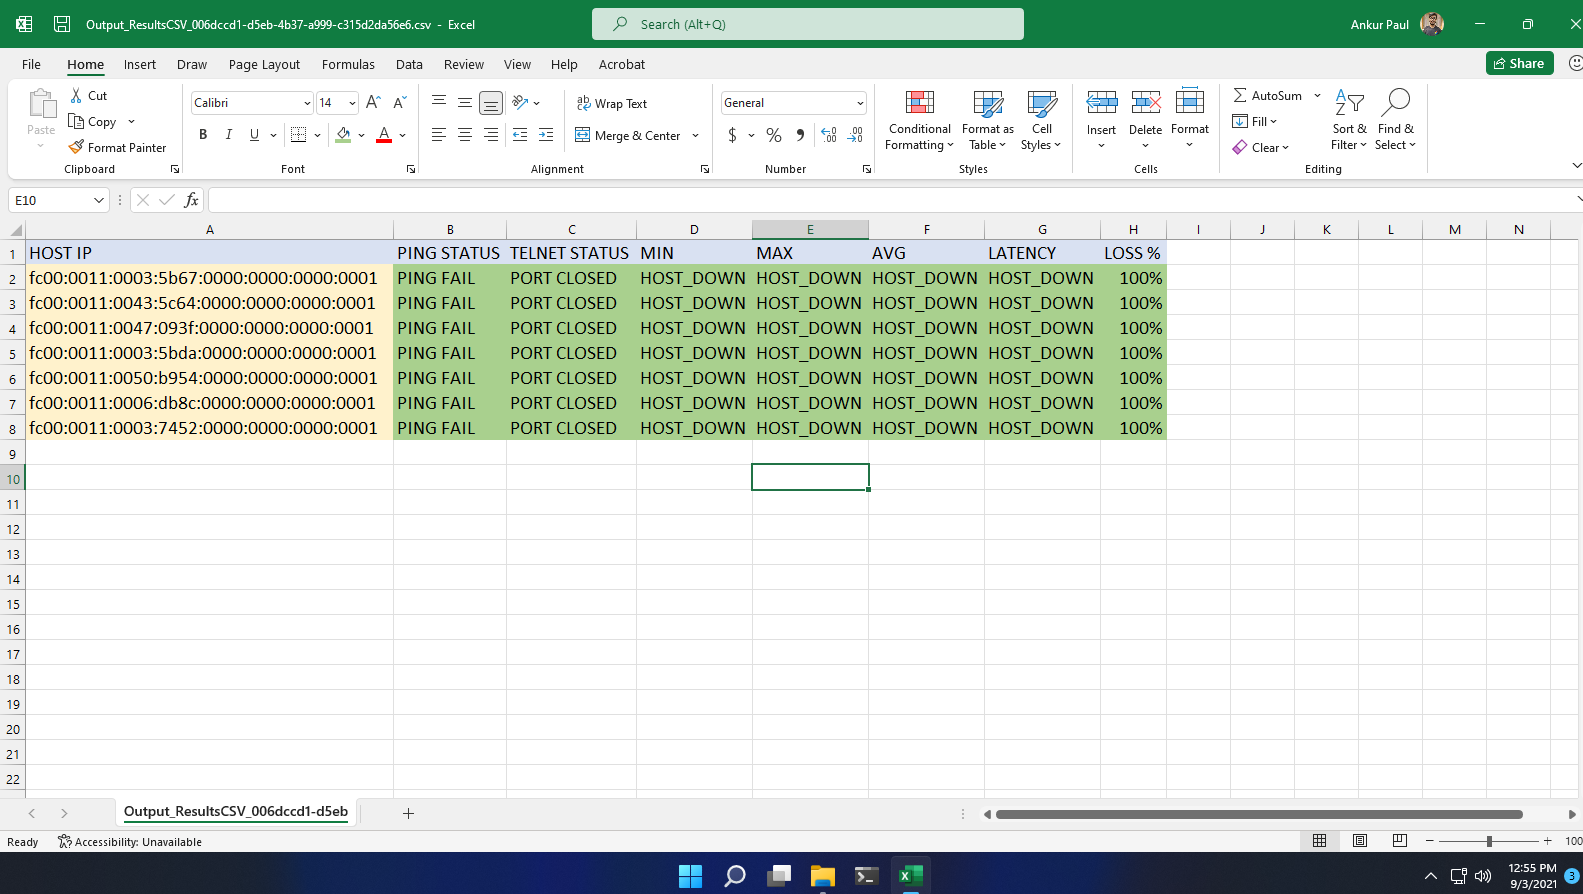 Output_ResultsCSV_006dccd1-d5eb-4b37-a999-c315d2da56e6.csv - Excel
Search (Alt+Q)
Ankur Paul
File Home Insert Draw Page Layout Formulas Data Review View Help Acrobat
Share
Paste
Cut
Copy
Format Painter
Clipboard
Calibri 14
B I U A
Font
Wrap Text
Merge & Center
Alignment
General
$ % ,
Number
Conditional Formatting
Format as Table
Cell Styles
Styles
Insert Delete Format
Cells
AutoSum
Fill
Clear
Sort & Filter
Find & Select
Editing
E10 fx
A B C D E F G H I J K L M N
1 HOST IP PING STATUS TELNET STATUS MIN MAX AVG LATENCY LOSS %
2 fc00:0011:0003:5b67:0000:0000:0000:0001 PING FAIL PORT CLOSED HOST_DOWN HOST_DOWN HOST_DOWN HOST_DOWN 100%
3 fc00:0011:0043:5c64:0000:0000:0000:0001 PING FAIL PORT CLOSED HOST_DOWN HOST_DOWN HOST_DOWN HOST_DOWN 100%
4 fc00:0011:0047:093f:0000:0000:0000:0001 PING FAIL PORT CLOSED HOST_DOWN HOST_DOWN HOST_DOWN HOST_DOWN 100%
5 fc00:0011:0003:5bda:0000:0000:0000:0001 PING FAIL PORT CLOSED HOST_DOWN HOST_DOWN HOST_DOWN HOST_DOWN 100%
6 fc00:0011:0050:b954:0000:0000:0000:0001 PING FAIL PORT CLOSED HOST_DOWN HOST_DOWN HOST_DOWN HOST_DOWN 100%
7 fc00:0011:0006:db8c:0000:0000:0000:0001 PING FAIL PORT CLOSED HOST_DOWN HOST_DOWN HOST_DOWN HOST_DOWN 100%
8 fc00:0011:0003:7452:0000:0000:0000:0001 PING FAIL PORT CLOSED HOST_DOWN HOST_DOWN HOST_DOWN HOST_DOWN 100%
9
10
11
12
13
14
15
16
17
18
19
20
21
22
Output_ResultsCSV_006dccd1-d5eb
Ready Accessibility: Unavailable
100
12:55 PM
9/3/2021
3